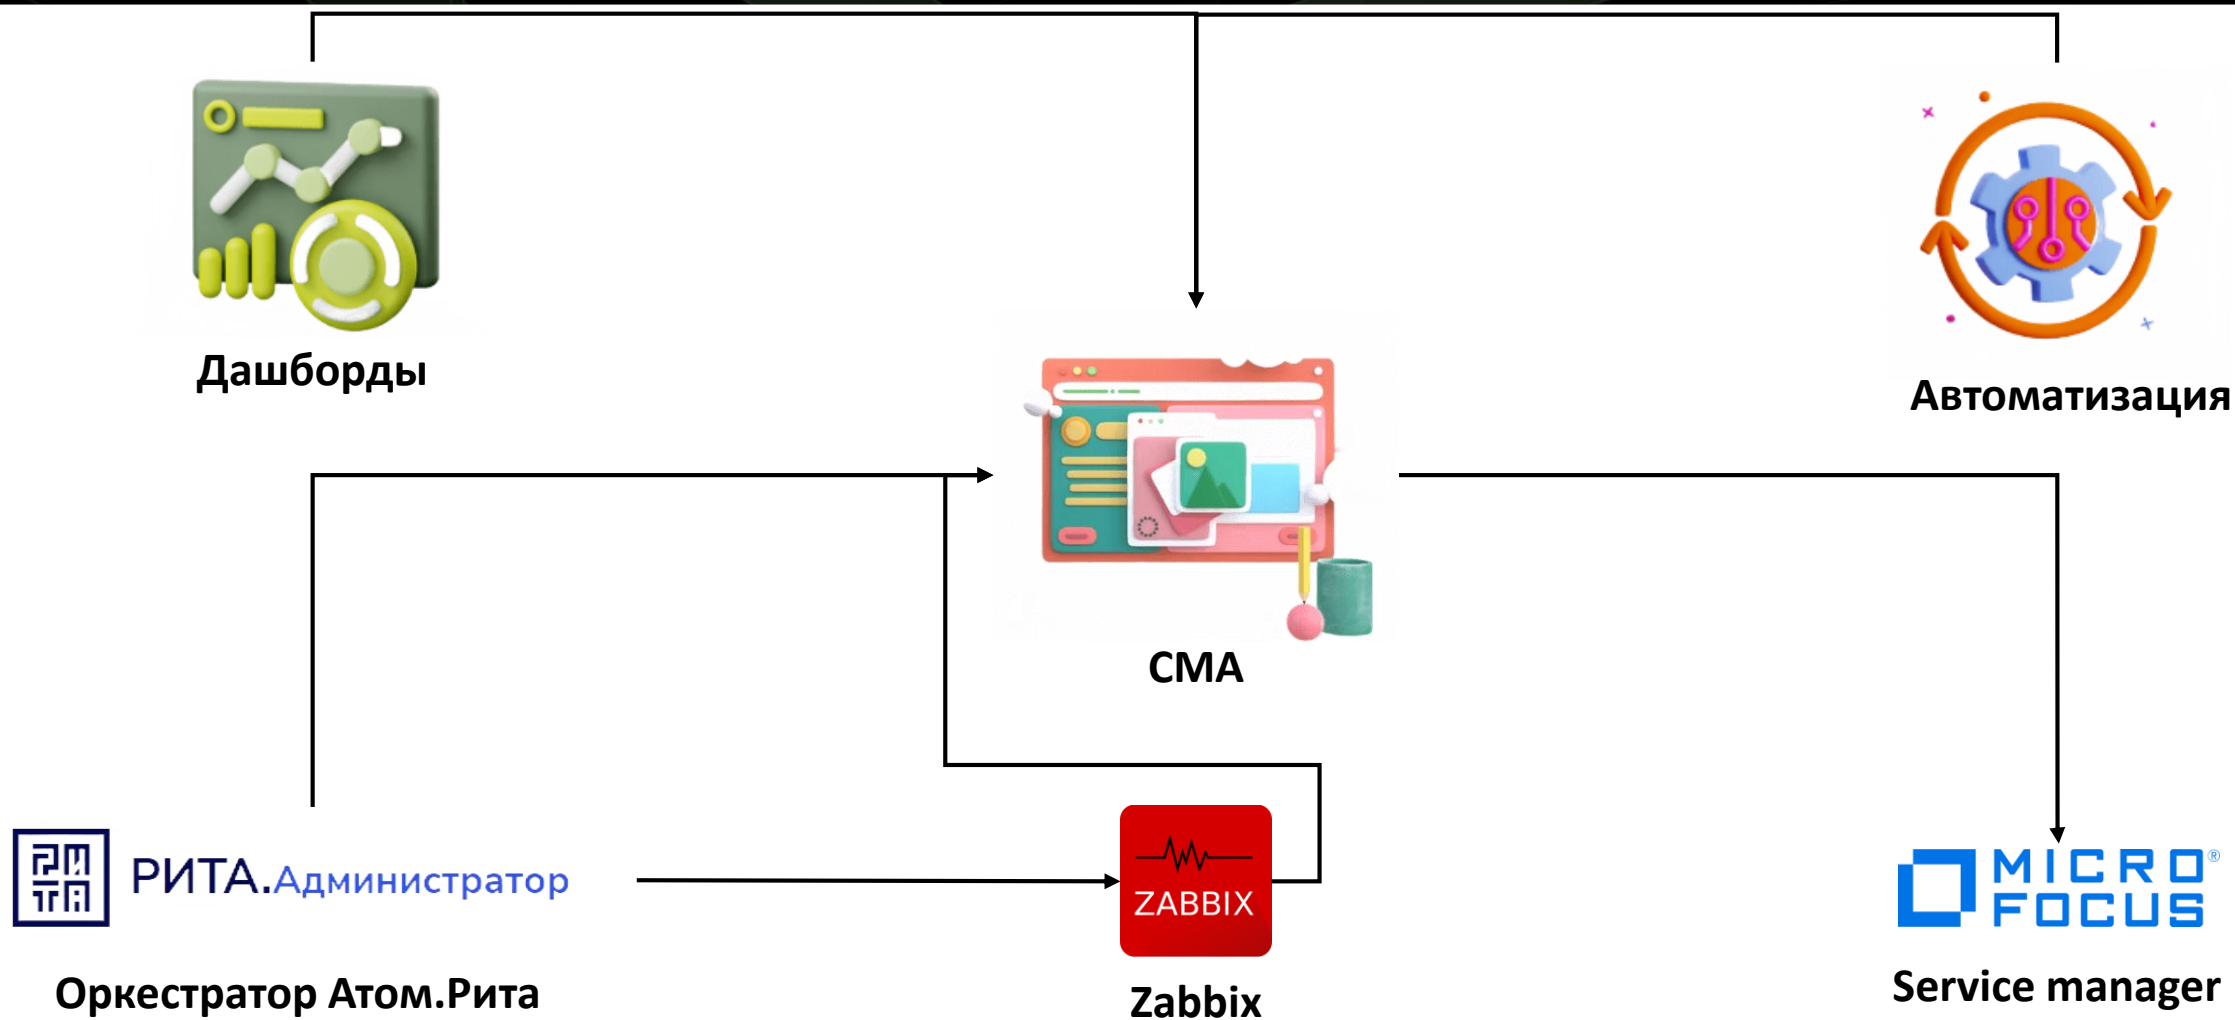 Дашборды
Автоматизация
СМА
РИТА.Администратор
ZABBIX
MICRO®
FOCUS
Оркестратор Атом.Рита
Zabbix
Service manager